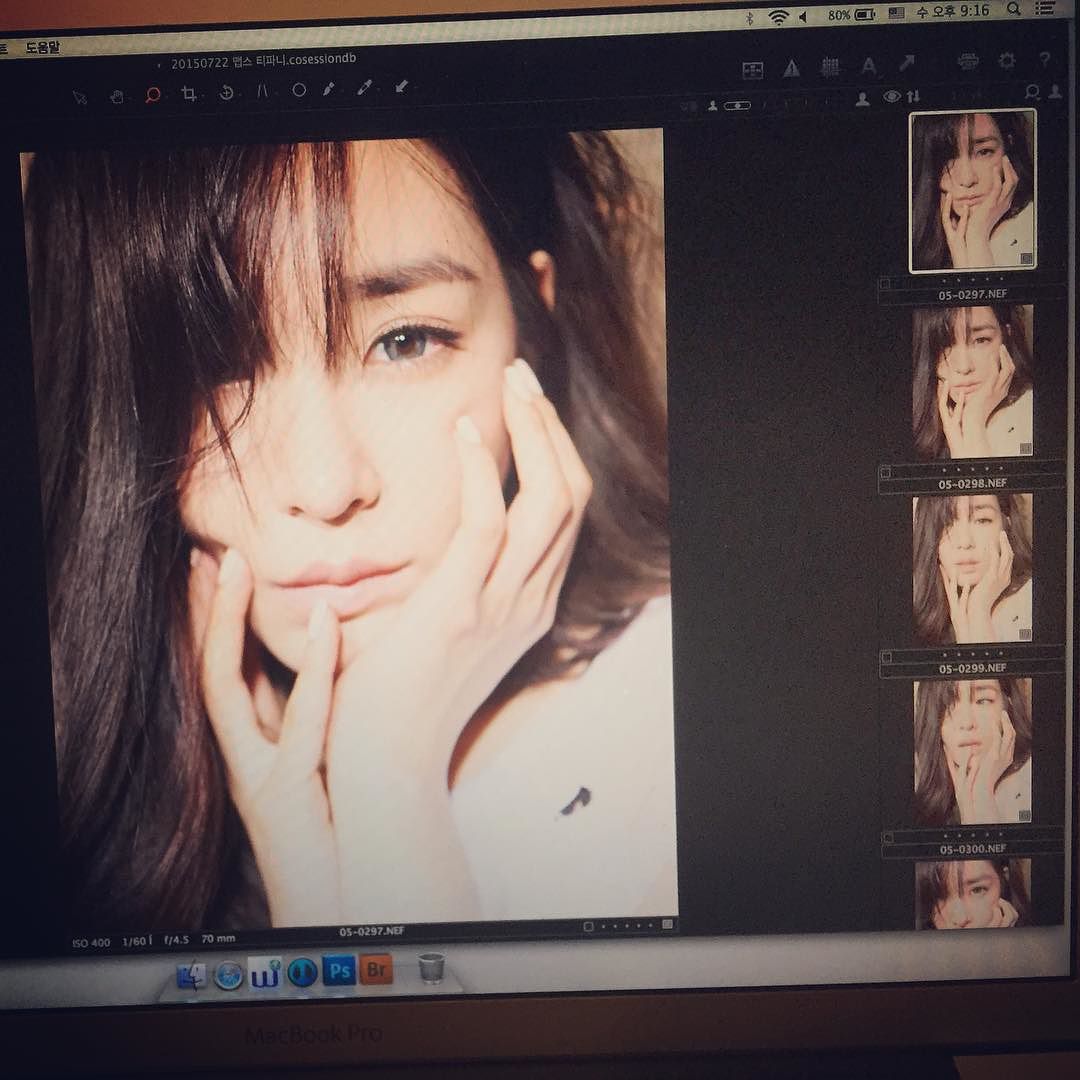 80% 수 오후 9:16
트 도움말
20150722 맵스 티파니.cosessiondb
A ?
05-0297.NEF
05-0298.NEF
05-0299.NEF
05-0300.NEF
ISO 400 1/60 f/4.5 70 mm 05-0297.NEF
W Ps Br
MacBook Pro